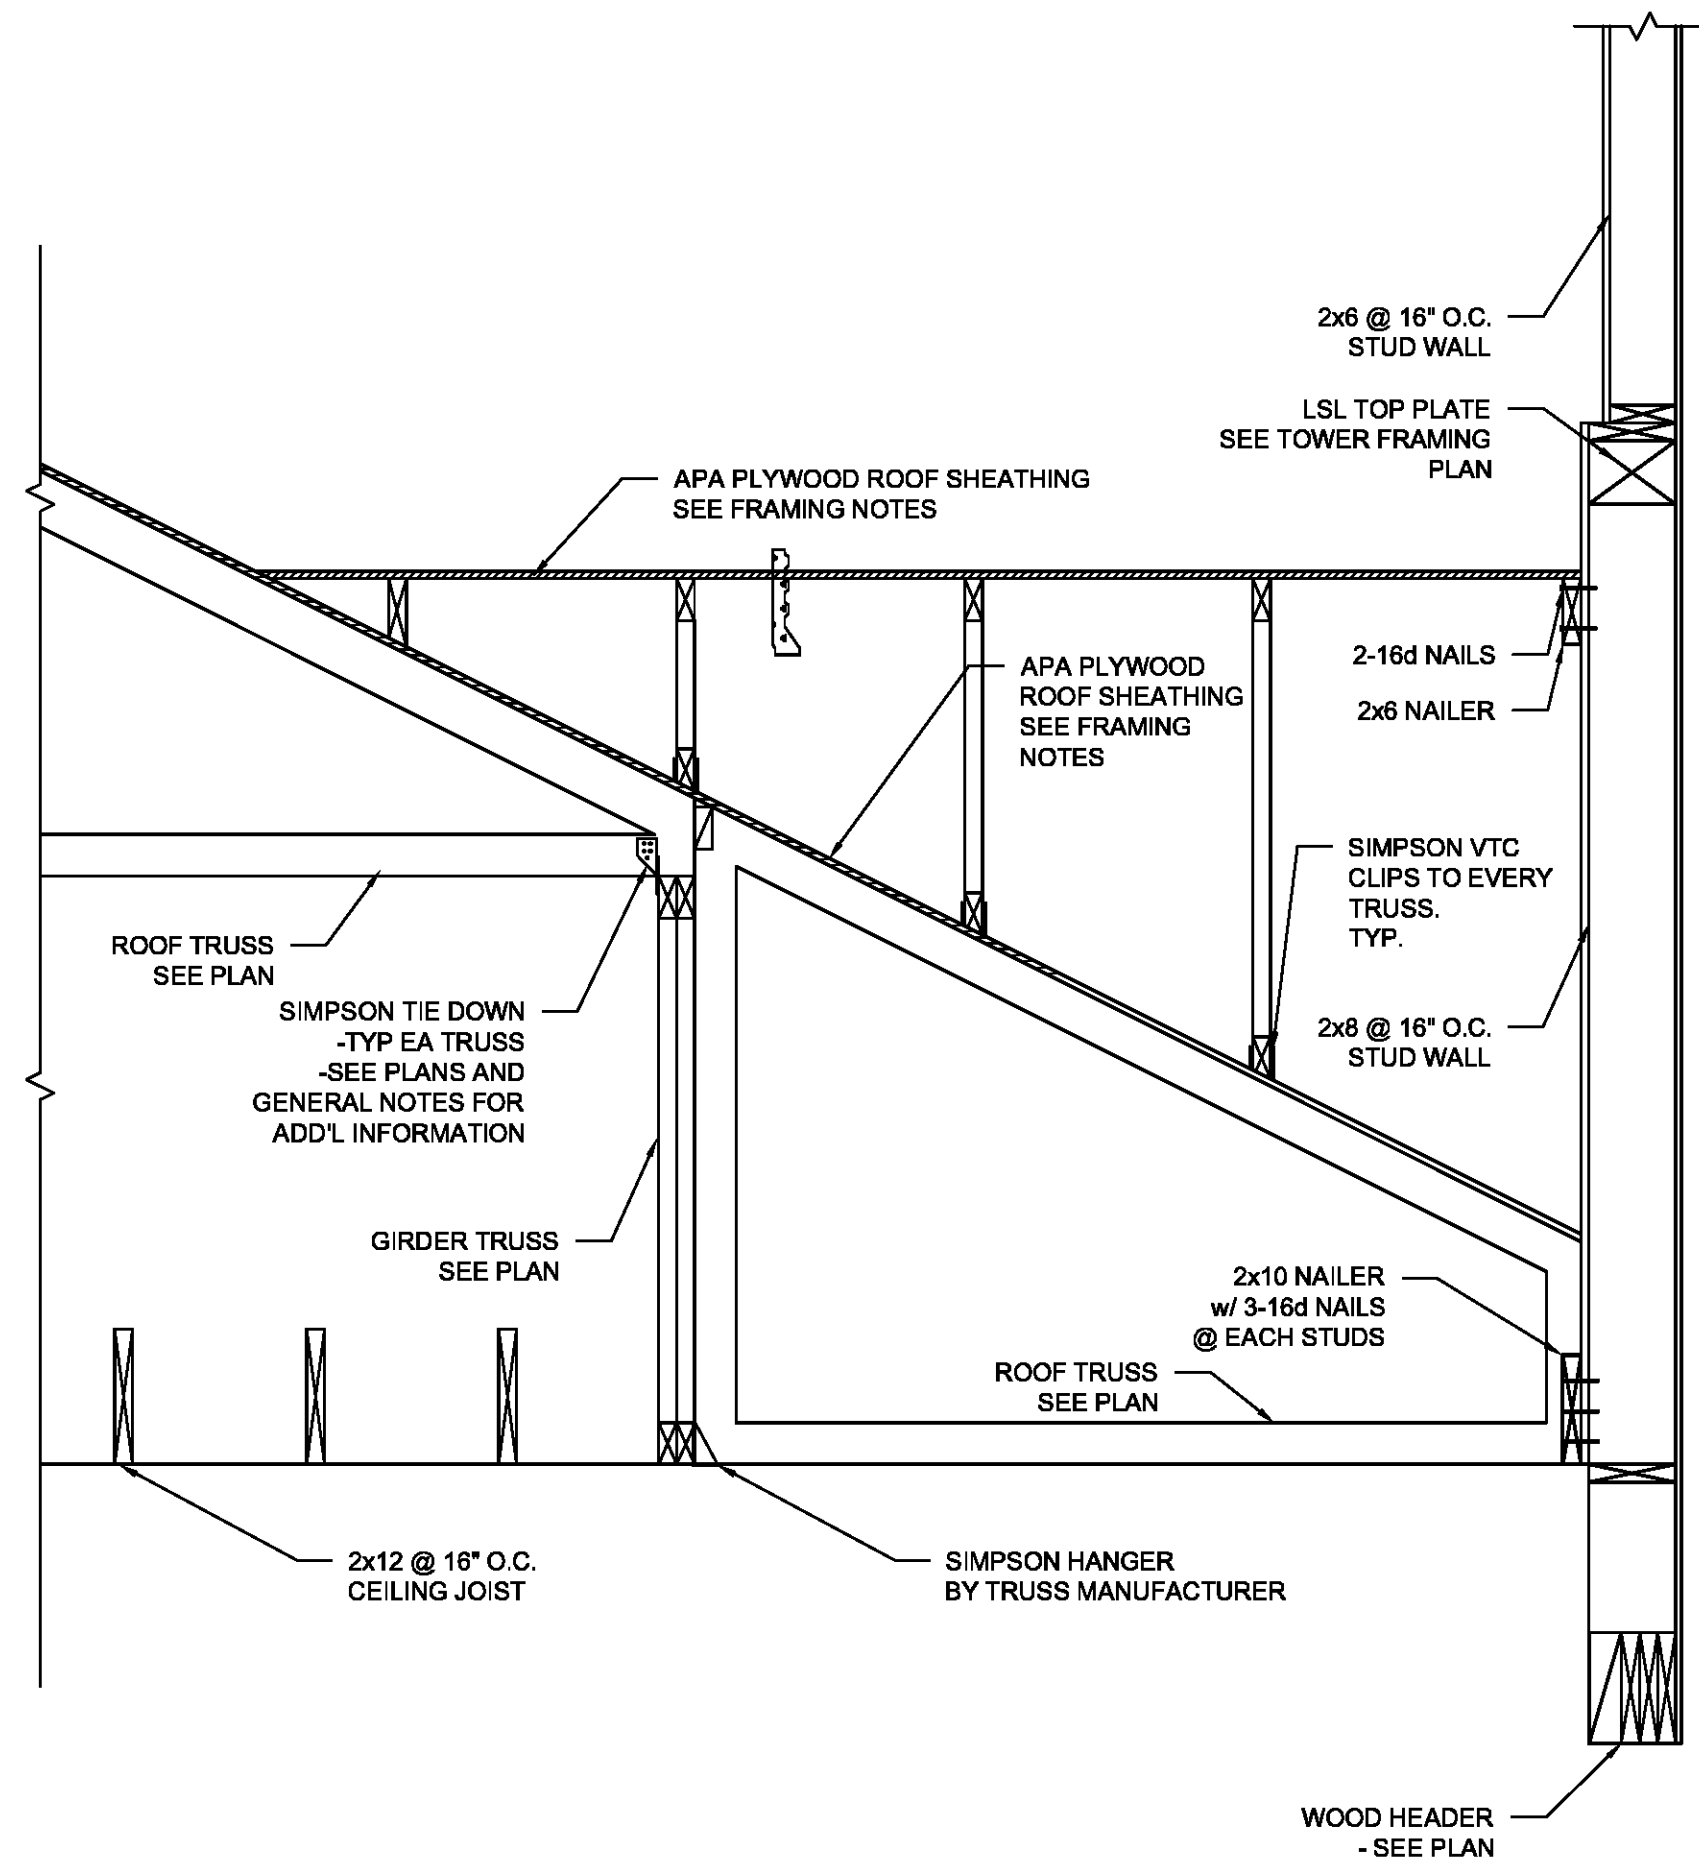 2x6 @ 16" O.C.
STUD WALL
LSL TOP PLATE
SEE TOWER FRAMING
PLAN
APA PLYWOOD ROOF SHEATHING
SEE FRAMING NOTES
2-16d NAILS
2x6 NAILER
APA PLYWOOD
ROOF SHEATHING
SEE FRAMING
NOTES
SIMPSON VTC
CLIPS TO EVERY
TRUSS.
TYP.
ROOF TRUSS
SEE PLAN
SIMPSON TIE DOWN
-TYP EA TRUSS
-SEE PLANS AND
GENERAL NOTES FOR
ADD'L INFORMATION
2x8 @ 16" O.C.
STUD WALL
GIRDER TRUSS
SEE PLAN
2x10 NAILER
w/ 3-16d NAILS
@ EACH STUDS
ROOF TRUSS
SEE PLAN
2x12 @ 16" O.C.
CEILING JOIST
SIMPSON HANGER
BY TRUSS MANUFACTURER
WOOD HEADER
- SEE PLAN